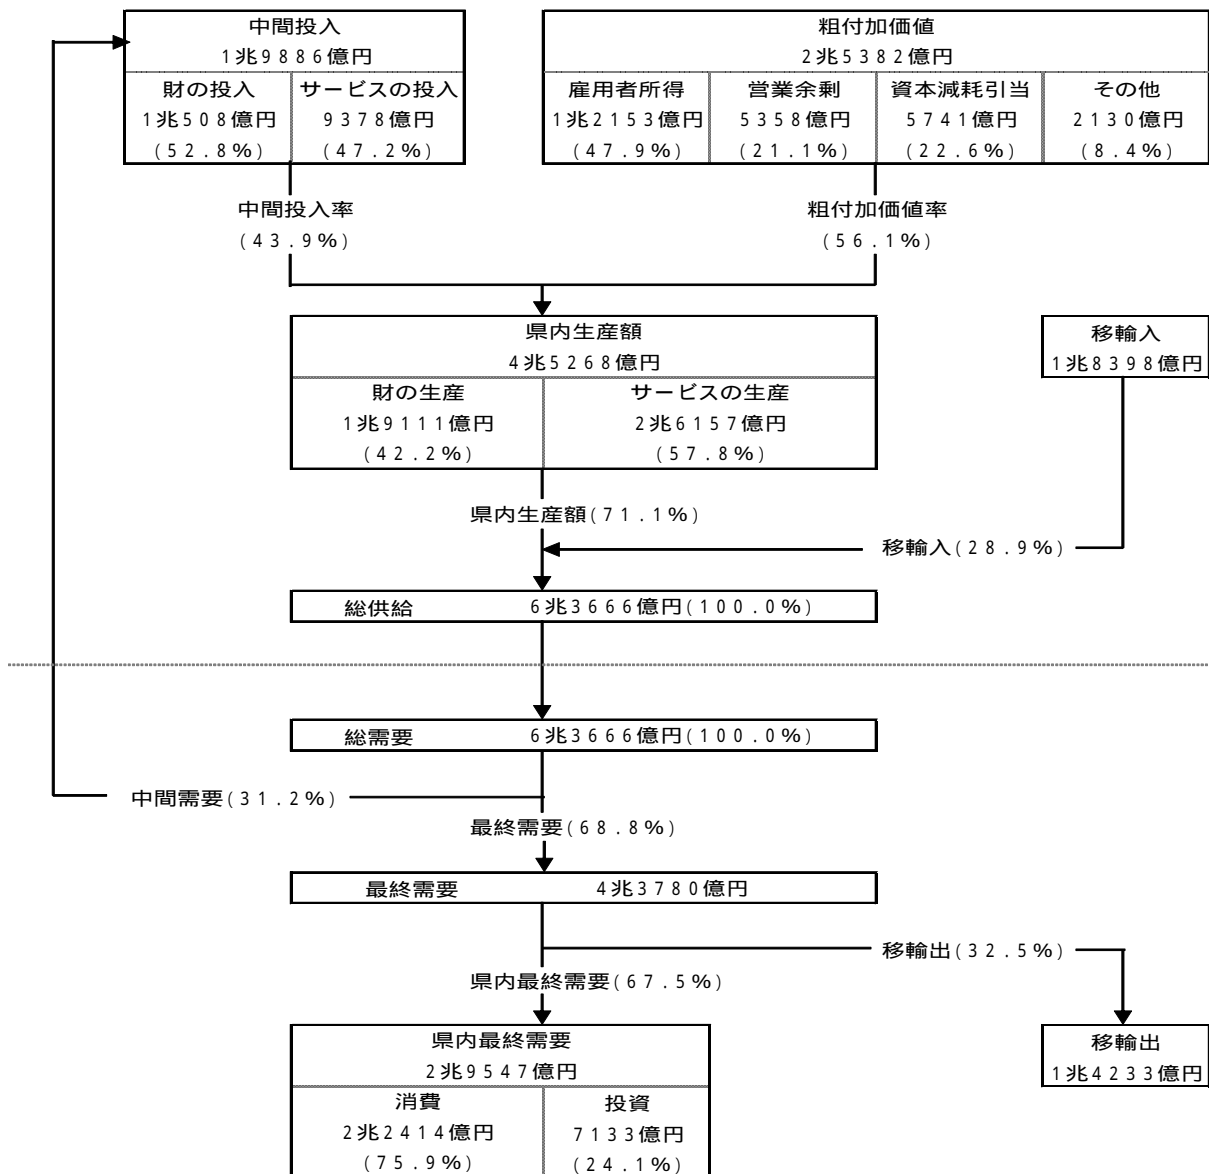 中間投入
1兆9886億円
財の投入
1兆508億円
(52.8%)
サービスの投入
9378億円
(47.2%)
粗付加価値
2兆5382億円
雇用者所得
1兆2153億円
(47.9%)
営業余剰
5358億円
(21.1%)
資本減耗引当
5741億円
(22.6%)
その他
2130億円
(8.4%)
中間投入率
(43.9%)
粗付加価値率
(56.1%)
県内生産額
4兆5268億円
財の生産
1兆9111億円
(42.2%)
サービスの生産
2兆6157億円
(57.8%)
移輸入
1兆8398億円
県内生産額(71.1%)
移輸入(28.9%)
総供給 6兆3666億円(100.0%)
総需要 6兆3666億円(100.0%)
中間需要(31.2%)
最終需要(68.8%)
最終需要 4兆3780億円
移輸出(32.5%)
県内最終需要(67.5%)
県内最終需要
2兆9547億円
消費
2兆2414億円
(75.9%)
投資
7133億円
(24.1%)
移輸出
1兆4233億円